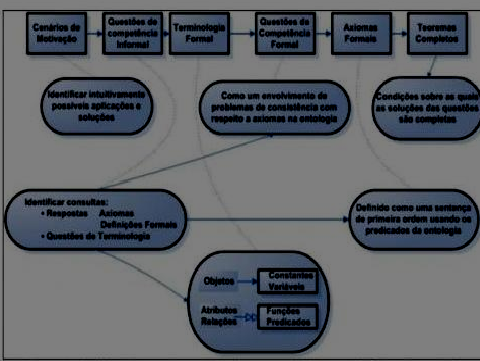 Cenários de
Motivação
Questões de
competência
Informal
Terminologia
Formal
Questões de
Competência
Formal
Axiomas
Formais
Teoremas
Completos
Identificar intuitivamente
possíveis aplicações e
soluções
Como um envolvimento de
problemas de consistência com
respeito a axiomas na ontologia
Condições sobre as quais
as soluções das questões
são completas
Identificar consultas:
• Respostas Axiomas
Definições Formais
• Questões de Terminologia
Definido como uma sentença
de primeira ordem usando os
predicados da ontologia
Objetos
Constantes
Variáveis
Atributos
Relações
Funções
Predicados